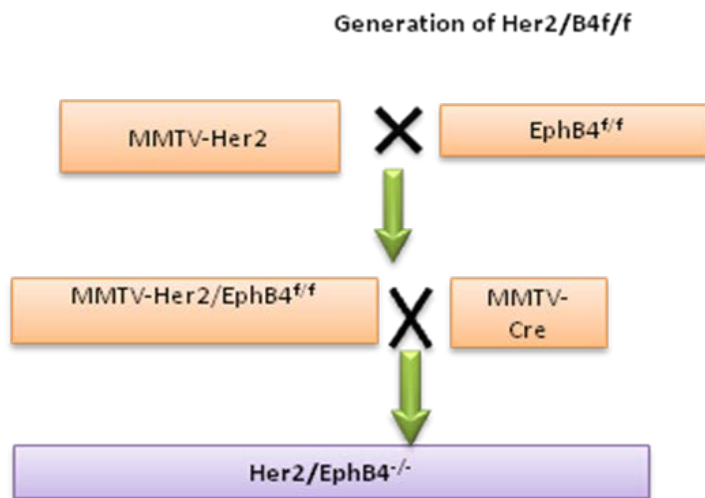 Generation of Her2/B4f/f
MMTV-Her2
EphB4f/f
MMTV-Her2/EphB4f/f
MMTV-
Cre
Her2/EphB4-/-